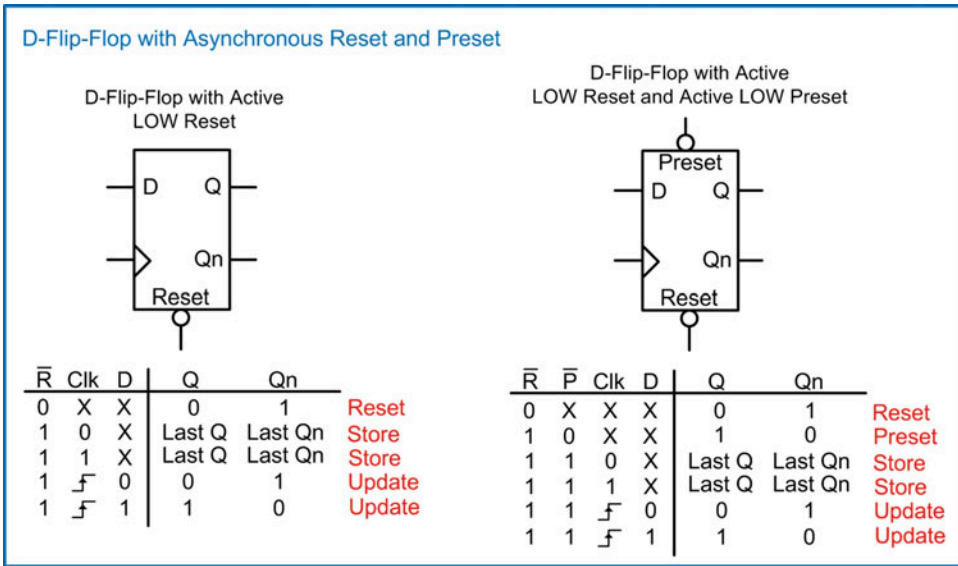 D-Flip-Flop with Asynchronous Reset and Preset
D-Flip-Flop with Active
LOW Reset
D Q
Qn
Reset
R̅ Clk D Q Qn
0 X X 0 1 Reset
1 0 X Last Q Last Qn Store
1 1 X Last Q Last Qn Store
1 0 0 1 Update
1 1 1 0 Update
D-Flip-Flop with Active
LOW Reset and Active LOW Preset
Preset
D Q
Qn
Reset
R̅ P̅ Clk D Q Qn
0 X X X 0 1 Reset
1 0 X X 1 0 Preset
1 1 0 X Last Q Last Qn Store
1 1 1 X Last Q Last Qn Store
1 1 0 0 1 Update
1 1 1 1 0 Update